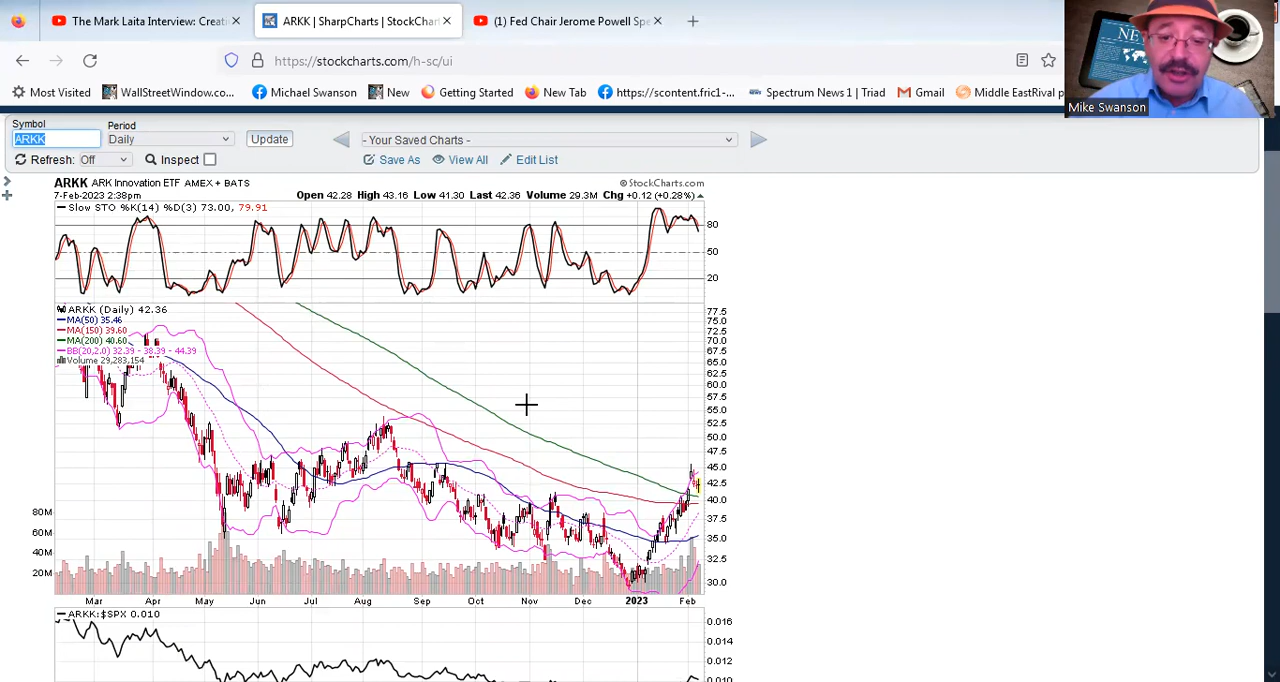 The Mark Laita Interview: Creati
ARKK | SharpCharts | StockChar
(1) Fed Chair Jerome Powell Spe
https://stockcharts.com/h-sc/ui
Most Visited
WallStreetWindow.co...
Michael Swanson
New
Getting Started
New Tab
https://scontent.fric1-...
Spectrum News 1 | Triad
Gmail
Middle EastRival p
NE
Mike Swanson
Symbol
Period
ARKK
Daily
Update
- Your Saved Charts -
Refresh: Off
Inspect
Save As
View All
Edit List
ARKK ARK Innovation ETF AMEX + BATS
© StockCharts.com
7-Feb-2023 2:38pm
Open 42.28 High 43.16 Low 41.30 Last 42.36 Volume 29.3M Chg +0.12 (+0.28%)
Slow STO %K(14) %D(3) 73.00, 79.91
80
50
20
ARKK (Daily) 42.36
MA(50) 35.46
MA(150) 39.60
MA(200) 40.60
BB(20,2.0) 32.39 - 38.39 - 44.39
Volume 29,283,154
77.5
75.0
72.5
70.0
67.5
65.0
62.5
60.0
57.5
55.0
52.5
50.0
47.5
45.0
42.5
40.0
37.5
35.0
32.5
30.0
80M
60M
40M
20M
Mar Apr May Jun Jul Aug Sep Oct Nov Dec 2023 Feb
ARKK:$SPX 0.010
0.016
0.014
0.012
0.010